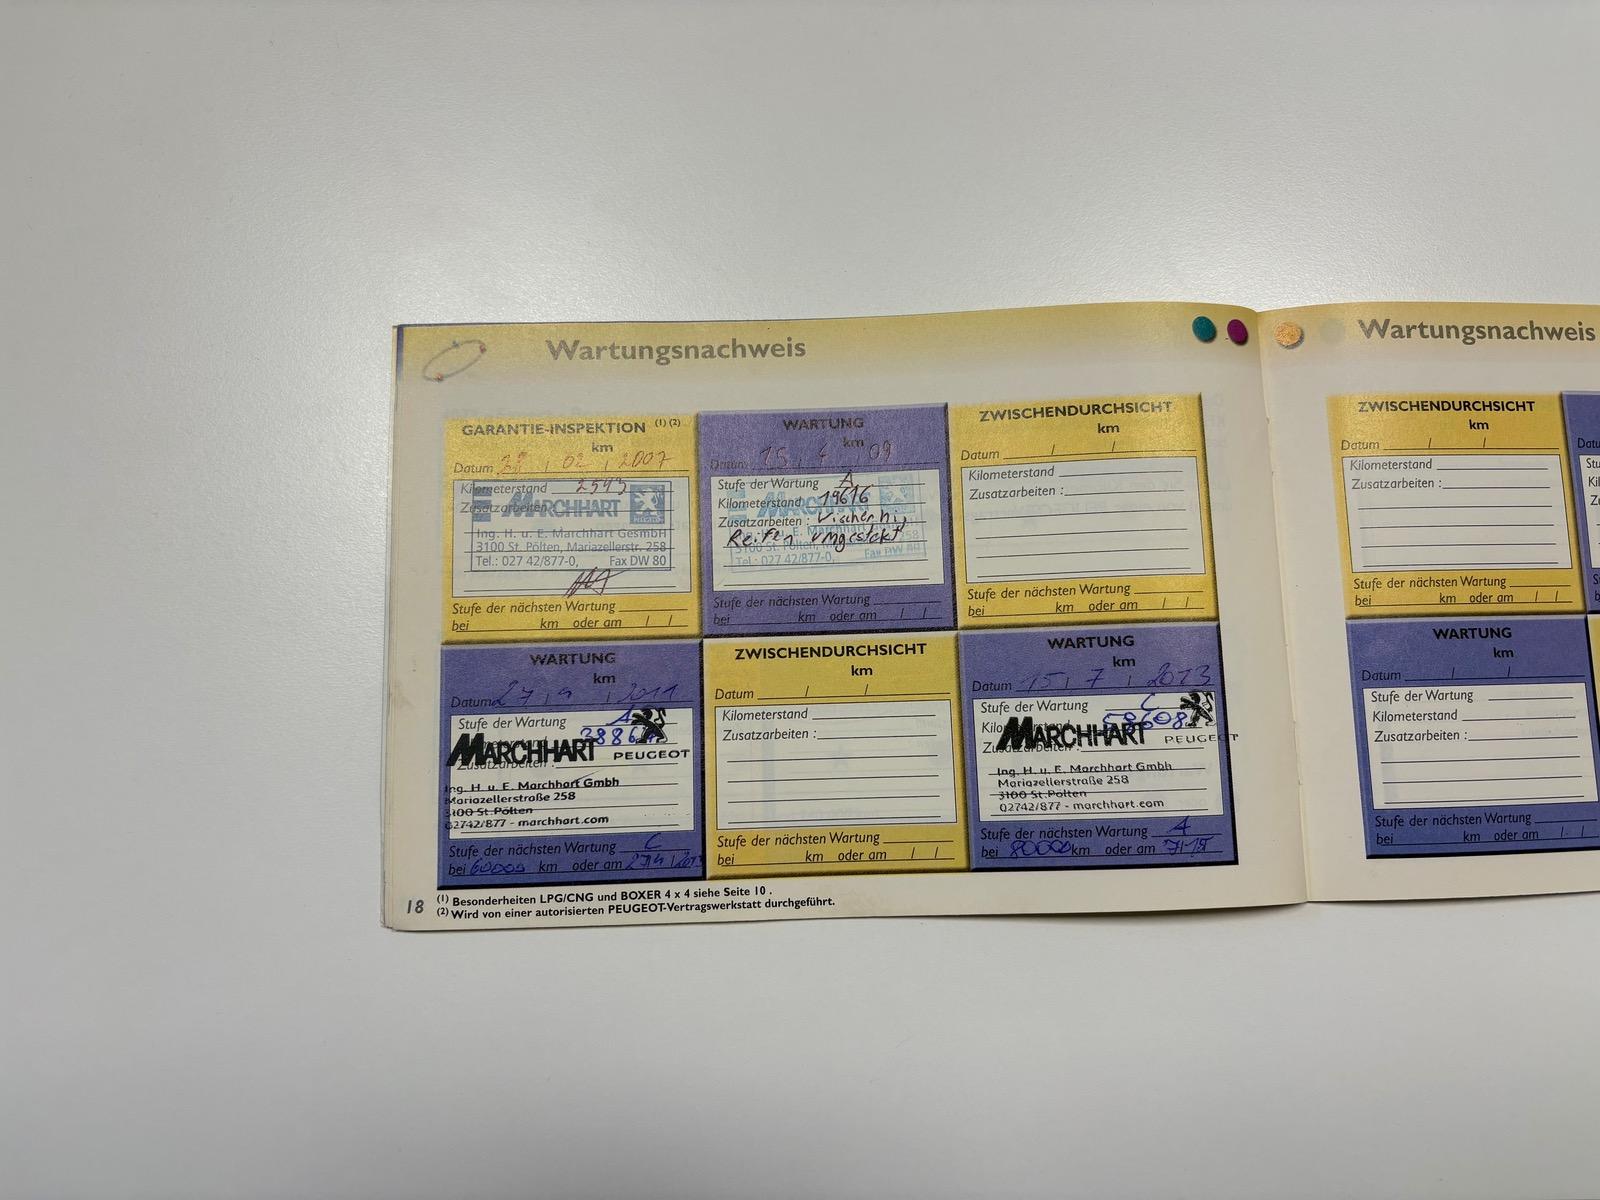 Wartungsnachweis
GARANTIE-INSPEKTION (1) (2)
km
Datum 02 2007
Kilometerstand 2593
Zusatzarbeiten
MARCHHART
Ing. H. u. E. Marchhart GesmbH
3100 St. Pölten, Mariazellerstr. 258
Tel.: 027 42/877-0, Fax DW 80
Stufe der nächsten Wartung
bei km oder am / /
WARTUNG
km
Datum 15 09
Stufe der Wartung A
Kilometerstand 19616
Zusatzarbeiten :
Reifen umgesteckt
3100 St. Pölten, 258
Tel.: 027 42/877-0, Fax DW 80
Stufe der nächsten Wartung
bei km oder am / /
ZWISCHENDURCHSICHT
km
Datum / /
Kilometerstand
Zusatzarbeiten :
Stufe der nächsten Wartung
bei km oder am / /
WARTUNG
km
Datum 27 9 2011
Stufe der Wartung A
MARCHHART PEUGEOT
Zusatzarbeiten :
Ing. H. u. E. Marchhart Gmbh
Mariazellerstraße 258
3100 St.Pölten
02742/877 - marchhart.com
Stufe der nächsten Wartung C
bei 60000 km oder am
ZWISCHENDURCHSICHT
km
Datum / /
Kilometerstand
Zusatzarbeiten :
Stufe der nächsten Wartung
bei km oder am / /
WARTUNG
km
Datum 15 7 2013
Stufe der Wartung C
58608
MARCHHART PEUGEOT
Ing. H. u. E. Marchhart Gmbh
Mariazellerstraße 258
3100 St.Pölten
02742/877 - marchhart.com
Stufe der nächsten Wartung A
bei 80000 km oder am 7 15
18
(1) Besonderheiten LPG/CNG und BOXER 4 x 4 siehe Seite 10 .
(2) Wird von einer autorisierten PEUGEOT-Vertragswerkstatt durchgeführt.
Wartungsnachweis
ZWISCHENDURCHSICHT
km
Datum / /
Kilometerstand
Zusatzarbeiten :
Stufe der nächsten Wartung
bei km oder am / /
WARTUNG
km
Datum / /
Stufe der Wartung
Kilometerstand
Zusatzarbeiten :
Stufe der nächsten Wartung
bei km oder am / /